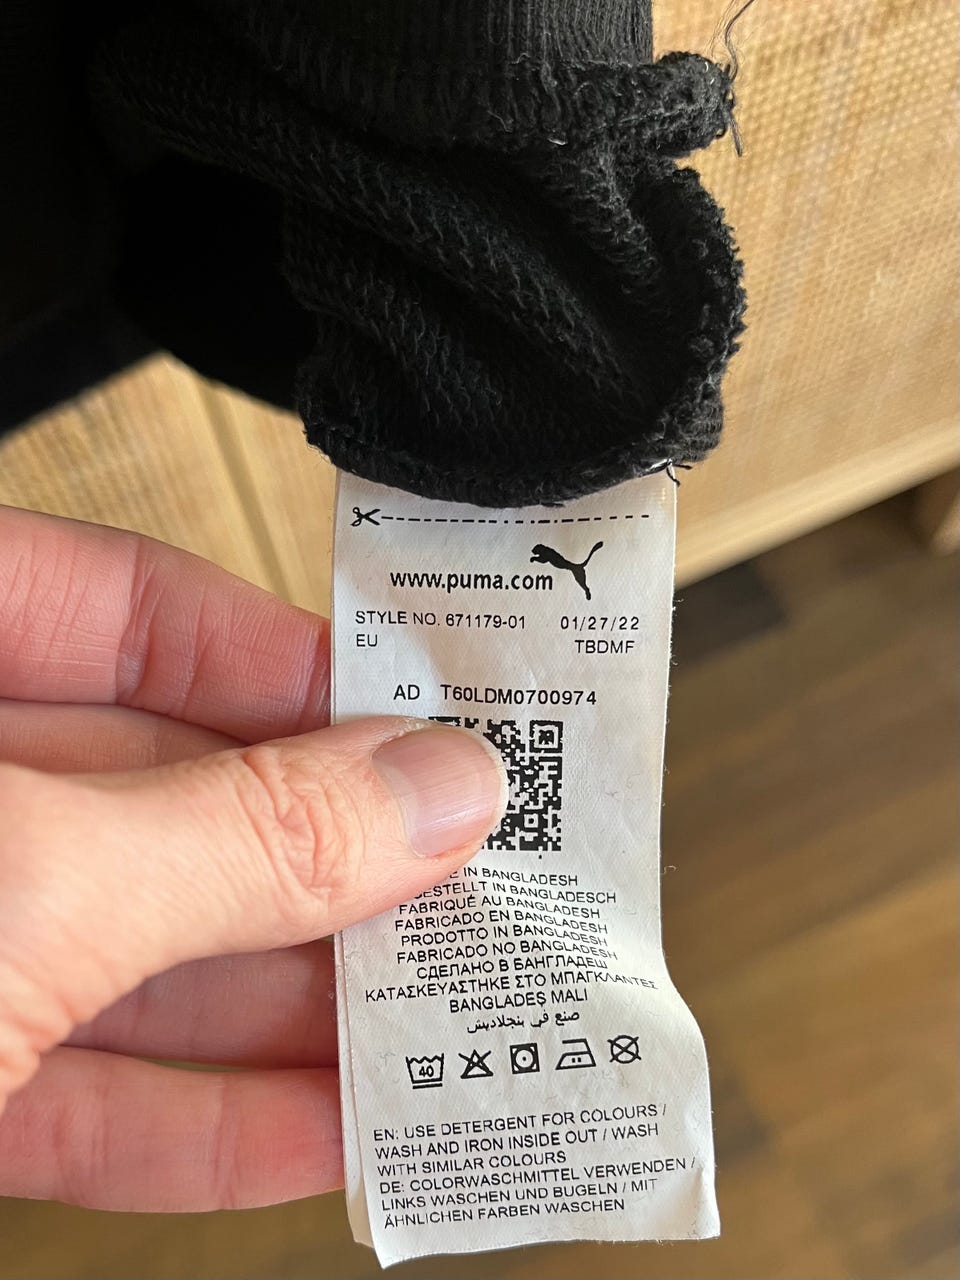 www.puma.com
STYLE NO. 671179-01 01/27/22
EU TBDMF
AD T60LDM0700974
IN BANGLADESH
IN BANGLADESCH
FABRIQUÉ AU BANGLADESH
FABRICADO EN BANGLADESH
PRODOTTO IN BANGLADESH
FABRICADO NO BANGLADESH
СДЕЛАНО В БАНГЛАДЕШ
ΚΑΤΑΣΚΕΥΑΣΤΗΚΕ ΣΤΟ ΜΠΑΓΚΛΑΝΤΕΣ
BANGLADEŞ MALI
صنع في بنجلاديش
40
EN: USE DETERGENT FOR COLOURS /
WASH AND IRON INSIDE OUT / WASH
WITH SIMILAR COLOURS
DE: COLORWASCHMITTEL VERWENDEN /
LINKS WASCHEN UND BUGELN / MIT
ÄHNLICHEN FARBEN WASCHEN